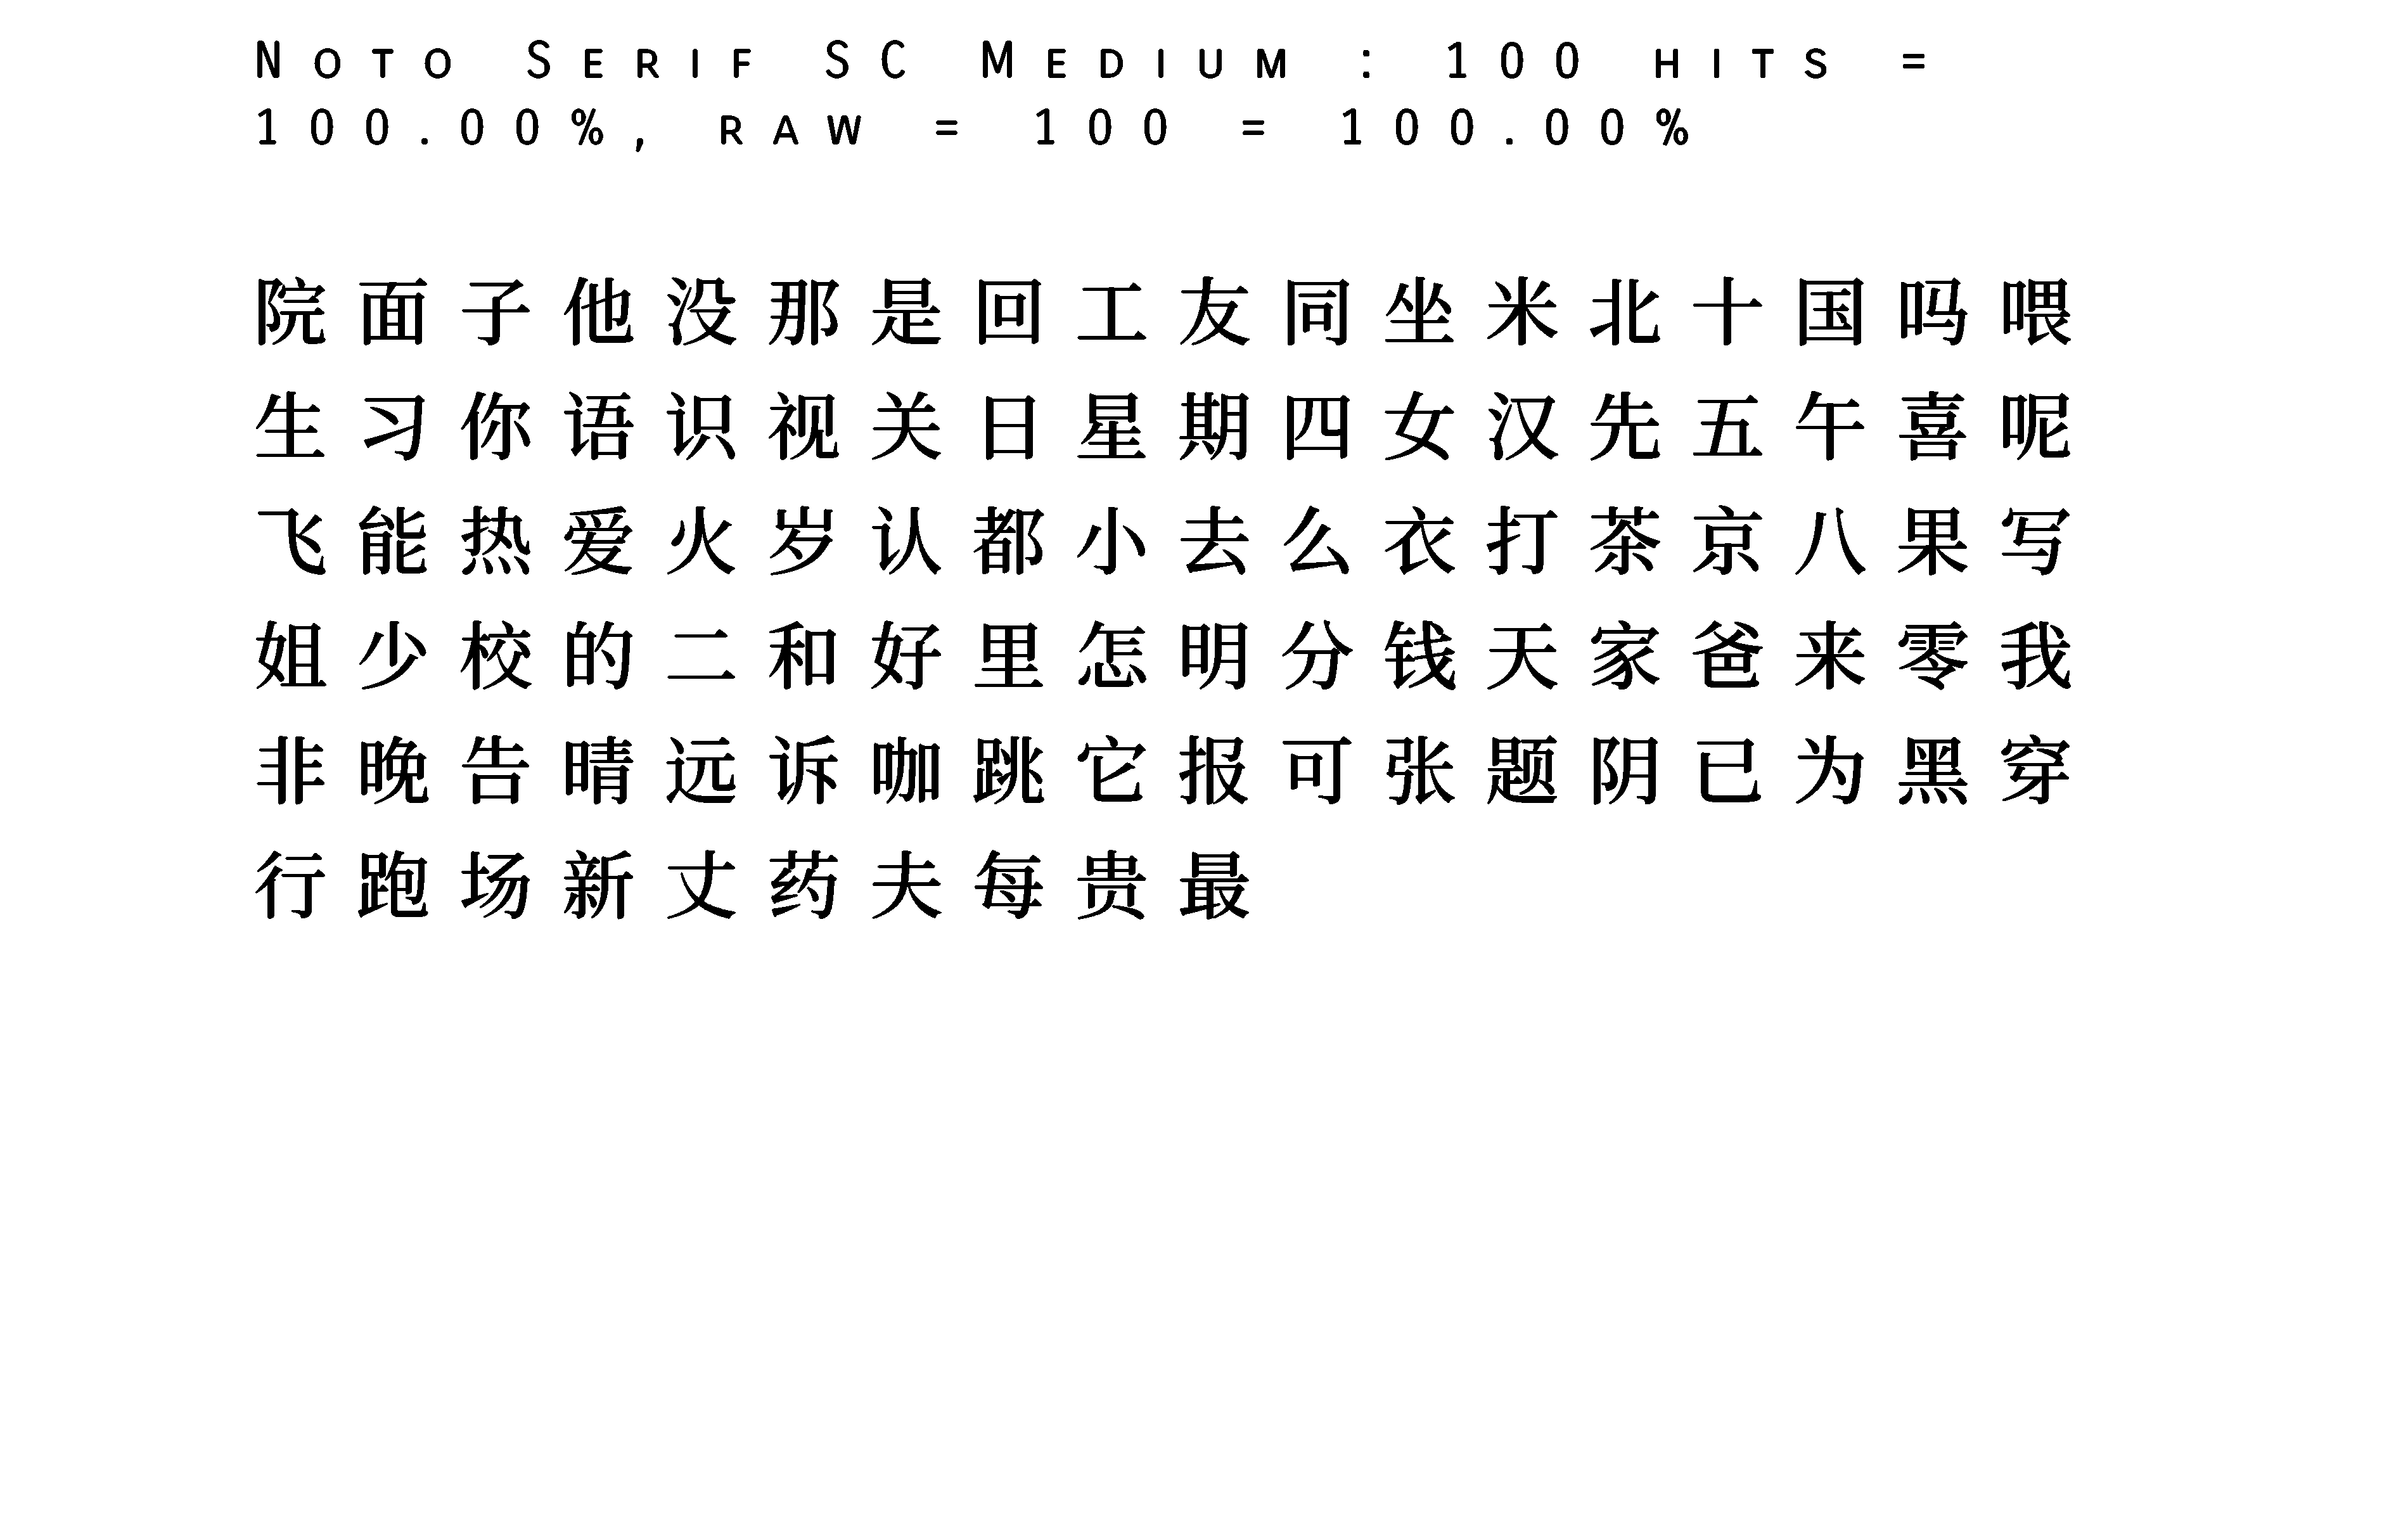 Noto Serif SC Medium : 100 hits =
100.00%, raw = 100 = 100.00%
院面子他没那是回工友同坐米北十国吗喂
生习你语识视关日星期四女汉先五午喜呢
飞能热爱火岁认都小去么衣打茶京八果写
姐少校的二和好里怎明分钱天家爸来零我
非晚告晴远诉咖跳它报可张题阴已为黑穿
行跑场新丈药夫每贵最